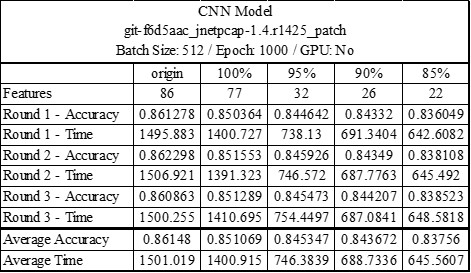 CNN Model
git-f6d5aac_jnetpcap-1.4.r1425_patch
Batch Size: 512 / Epoch: 1000 / GPU: No
origin 100% 95% 90% 85%
Features 86 77 32 26 22
Round 1 - Accuracy 0.861278 0.850364 0.844642 0.84332 0.836049
Round 1 - Time 1495.883 1400.727 738.13 691.3404 642.6082
Round 2 - Accuracy 0.862298 0.851553 0.845926 0.84349 0.838108
Round 2 - Time 1506.921 1391.323 746.572 687.7763 645.492
Round 3 - Accuracy 0.860863 0.851289 0.845473 0.844207 0.838523
Round 3 - Time 1500.255 1410.695 754.4497 687.0841 648.5818
Average Accuracy 0.86148 0.851069 0.845347 0.843672 0.83756
Average Time 1501.019 1400.915 746.3839 688.7336 645.5607